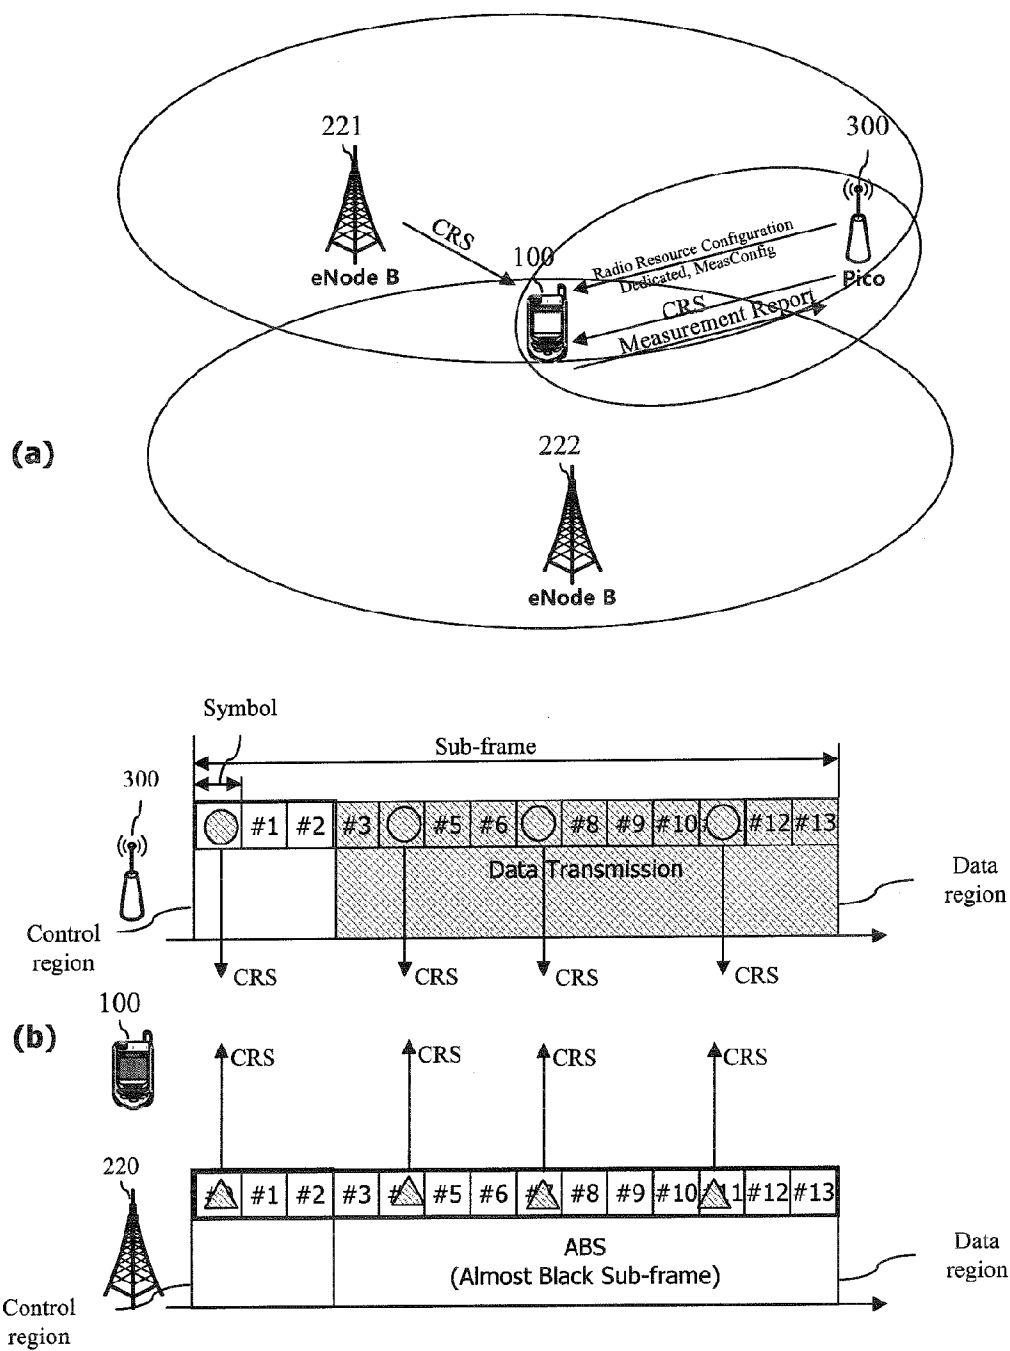 221
300
CRS
100
Radio Resource Configuration
Dedicated, MeasConfig
eNode B
Pico
CRS
Measurement Report
(a)
222
eNode B
Symbol
Sub-frame
300
#1 #2 #3 #5 #6 #8 #9 #10 #12 #13
Data Transmission
Data
region
Control
region
CRS CRS CRS CRS
100
(b)
CRS CRS CRS CRS
220
#1 #2 #3 #5 #6 #8 #9 #10 #11 #12 #13
ABS
(Almost Black Sub-frame)
Data
region
Control
region